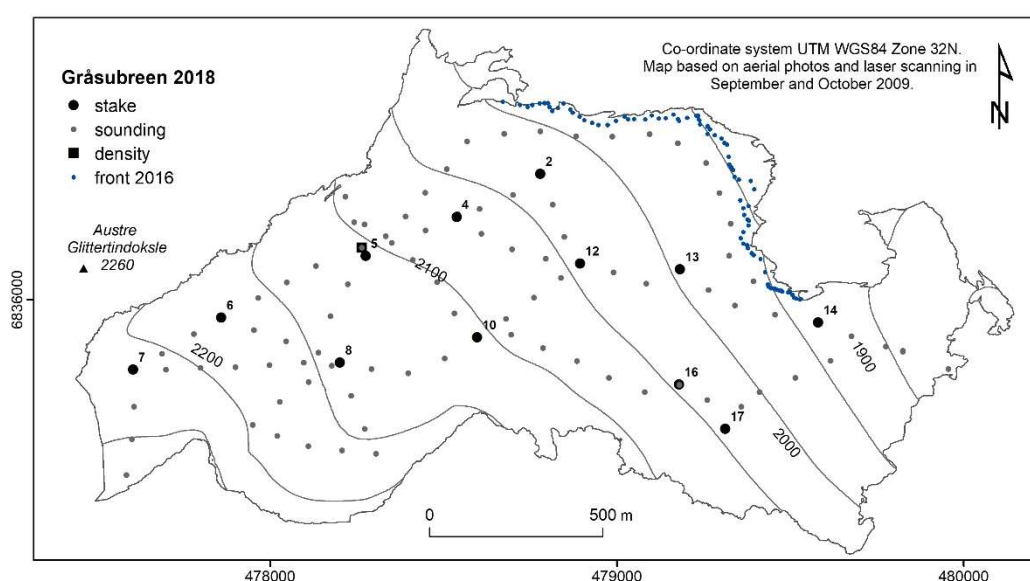 Gråsubreen 2018
stake
sounding
density
front 2016
Co-ordinate system UTM WGS84 Zone 32N.
Map based on aerial photos and laser scanning in
September and October 2009.
N
Austre
Glittertindoksle
2260
2
4
5
2100
12
13
6836000
6
14
10
8
1900
7
2200
16
17
2000
0
500 m
478000
479000
480000